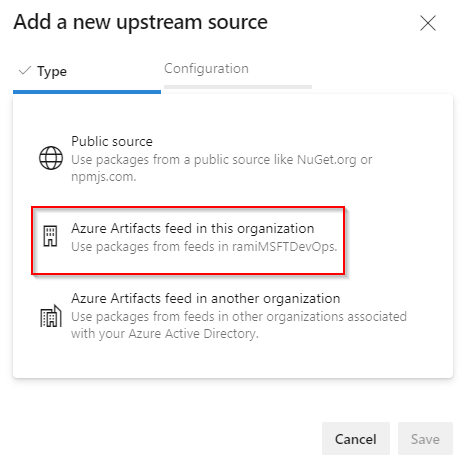 Add a new upstream source
Type
Configuration
Public source
Use packages from a public source like NuGet.org or
npmjs.com.
Azure Artifacts feed in this organization
Use packages from feeds in ramiMSFTDevOps.
Azure Artifacts feed in another organization
Use packages from feeds in other organizations associated
with your Azure Active Directory.
Cancel
Save